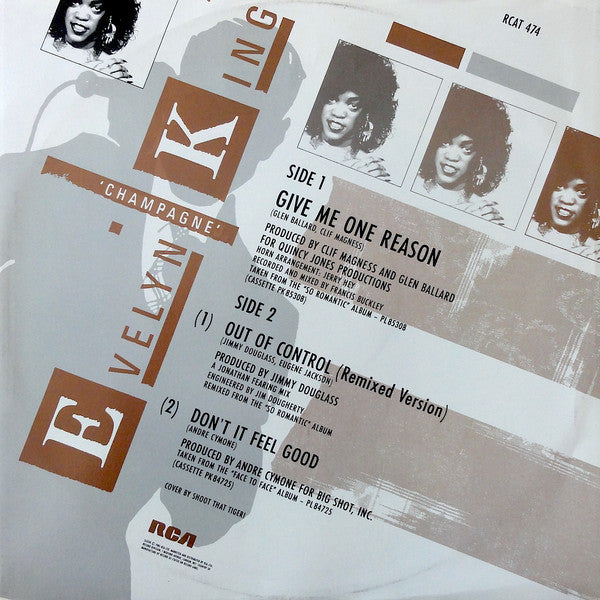 RCAT 474
EVELYN
'CHAMPAGNE'
KING
SIDE 1
GIVE ME ONE REASON
(GLEN BALLARD, CLIF MAGNESS)
PRODUCED BY CLIF MAGNESS AND GLEN BALLARD
FOR QUINCY JONES PRODUCTIONS
HORN ARRANGEMENT: JERRY HEY
RECORDED AND MIXED BY FRANCIS BUCKLEY
TAKEN FROM THE "SO ROMANTIC" ALBUM – PL85308
(CASSETTE PK85308)
SIDE 2
(1) OUT OF CONTROL (Remixed Version)
(JIMMY DOUGLASS, EUGENE JACKSON)
PRODUCED BY JIMMY DOUGLASS
A JONATHAN FEARING MIX
ENGINEERED BY JIM DOUGHERTY
REMIXED FROM THE "SO ROMANTIC" ALBUM
(2) DON'T IT FEEL GOOD
(ANDRE CYMONE)
PRODUCED BY ANDRE CYMONE FOR BIG SHOT, INC.
TAKEN FROM THE "FACE TO FACE" ALBUM – PL84725
(CASSETTE PK84725)
COVER BY SHOOT THAT TIGER!
RCA